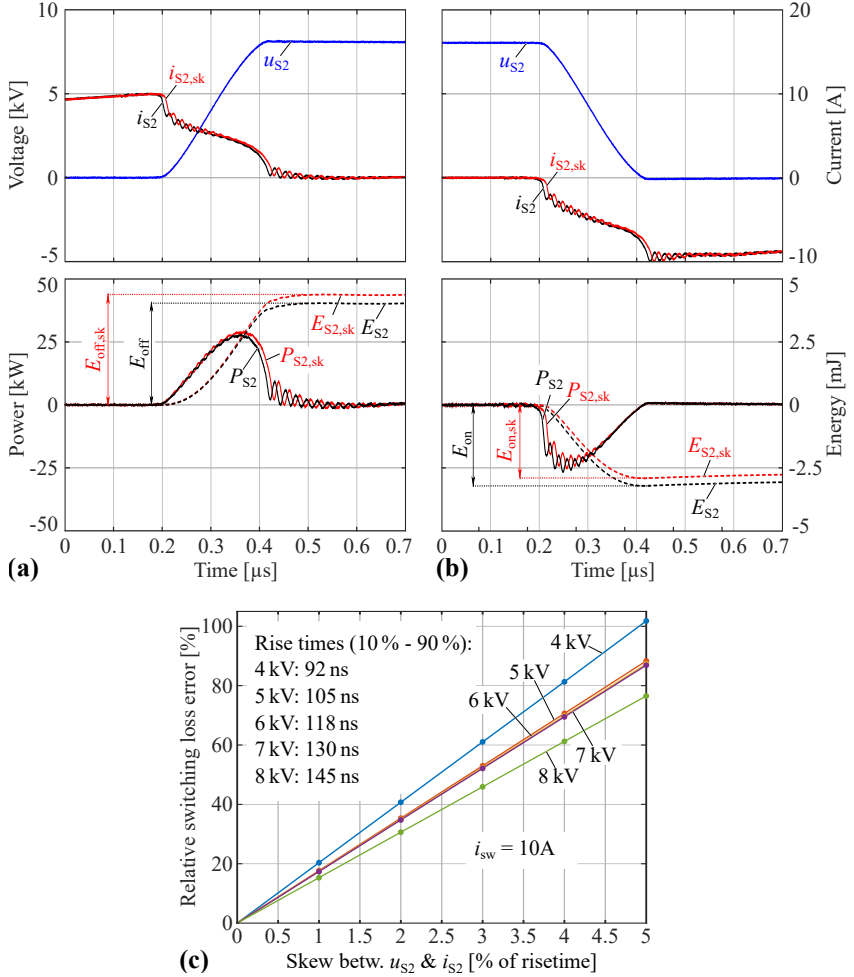 10
5
0
-5
Voltage [kV]
u_S2
i_S2,sk
i_S2
20
10
0
-10
Current [A]
u_S2
i_S2,sk
i_S2
50
25
0
-25
50
Power [kW]
E_off,sk
E_off
E_S2,sk
E_S2
P_S2,sk
P_S2
0 0.1 0.2 0.3 0.4 0.5 0.6 0.7
Time [µs]
(a)
5
2.5
0
-2.5
-5
Energy [mJ]
P_S2
P_S2,sk
E_on
E_on,sk
E_S2,sk
E_S2
0 0.1 0.2 0.3 0.4 0.5 0.6 0.7
Time [µs]
(b)
100
80
60
40
20
0
Relative switching loss error [%]
Rise times (10 % - 90 %):
4 kV: 92 ns
5 kV: 105 ns
6 kV: 118 ns
7 kV: 130 ns
8 kV: 145 ns
4 kV
5 kV
6 kV
7 kV
8 kV
i_sw = 10A
0 0.5 1 1.5 2 2.5 3 3.5 4 4.5 5
Skew betw. u_S2 & i_S2 [% of risetime]
(c)